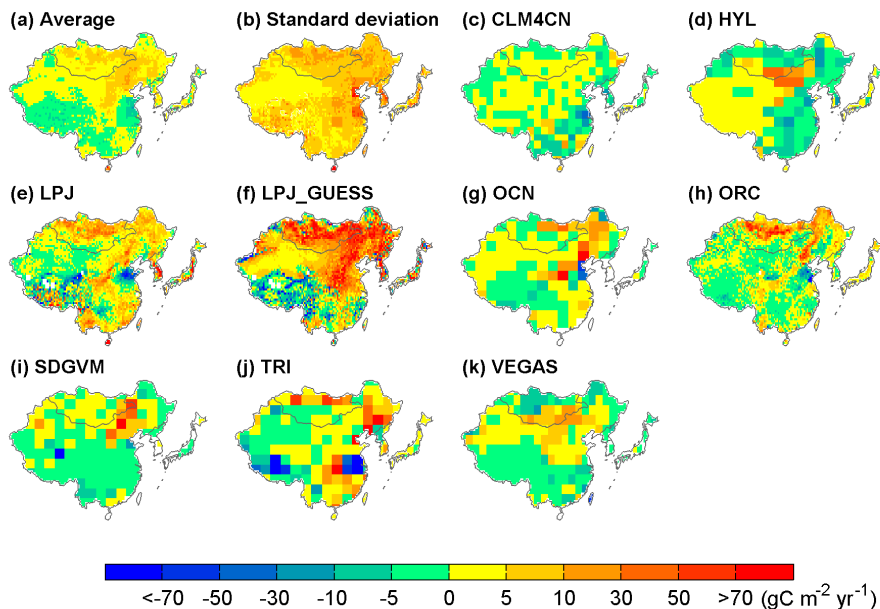 (a) Average (b) Standard deviation (c) CLM4CN (d) HYL
(e) LPJ (f) LPJ_GUESS (g) OCN (h) ORC
(i) SDGVM (j) TRI (k) VEGAS
<-70 -50 -30 -10 -5 0 5 10 30 50 >70 (gC m⁻² yr⁻¹)